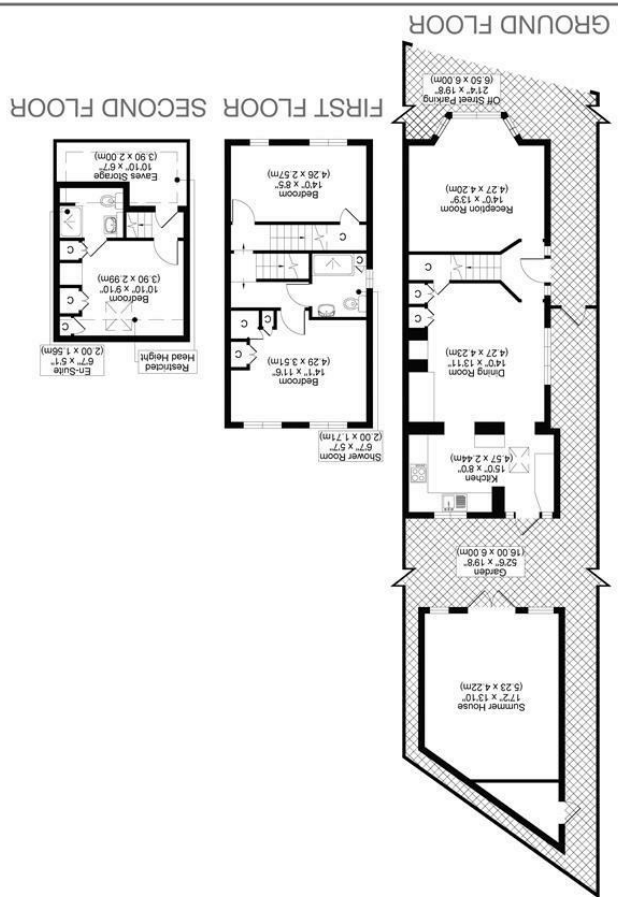 GROUND FLOOR
Off Street Parking
21'4" x 19'8"
(6.50 x 6.00m)
Reception Room
14'0" x 13'9"
(4.27 x 4.20m)
C
C
C
Dining Room
14'0" x 13'11"
(4.27 x 4.23m)
Kitchen
15'0" x 8'0"
(4.57 x 2.44m)
Garden
52'6" x 19'8"
(16.00 x 6.00m)
Summer House
17'2" x 13'10"
(5.23 x 4.22m)
FIRST FLOOR
Bedroom
14'0" x 8'5"
(4.26 x 2.57m)
C
C
C
C
Bedroom
14'1" x 11'6"
(4.29 x 3.51m)
Shower Room
6'7" x 5'7"
(2.00 x 1.71m)
SECOND FLOOR
Eaves Storage
10'10" x 6'7"
(3.90 x 2.00m)
Bedroom
10'10" x 9'10"
(3.90 x 2.99m)
C
C
C
Restricted
Head Height
En-Suite
6'7" x 5'1"
(2.00 x 1.56m)